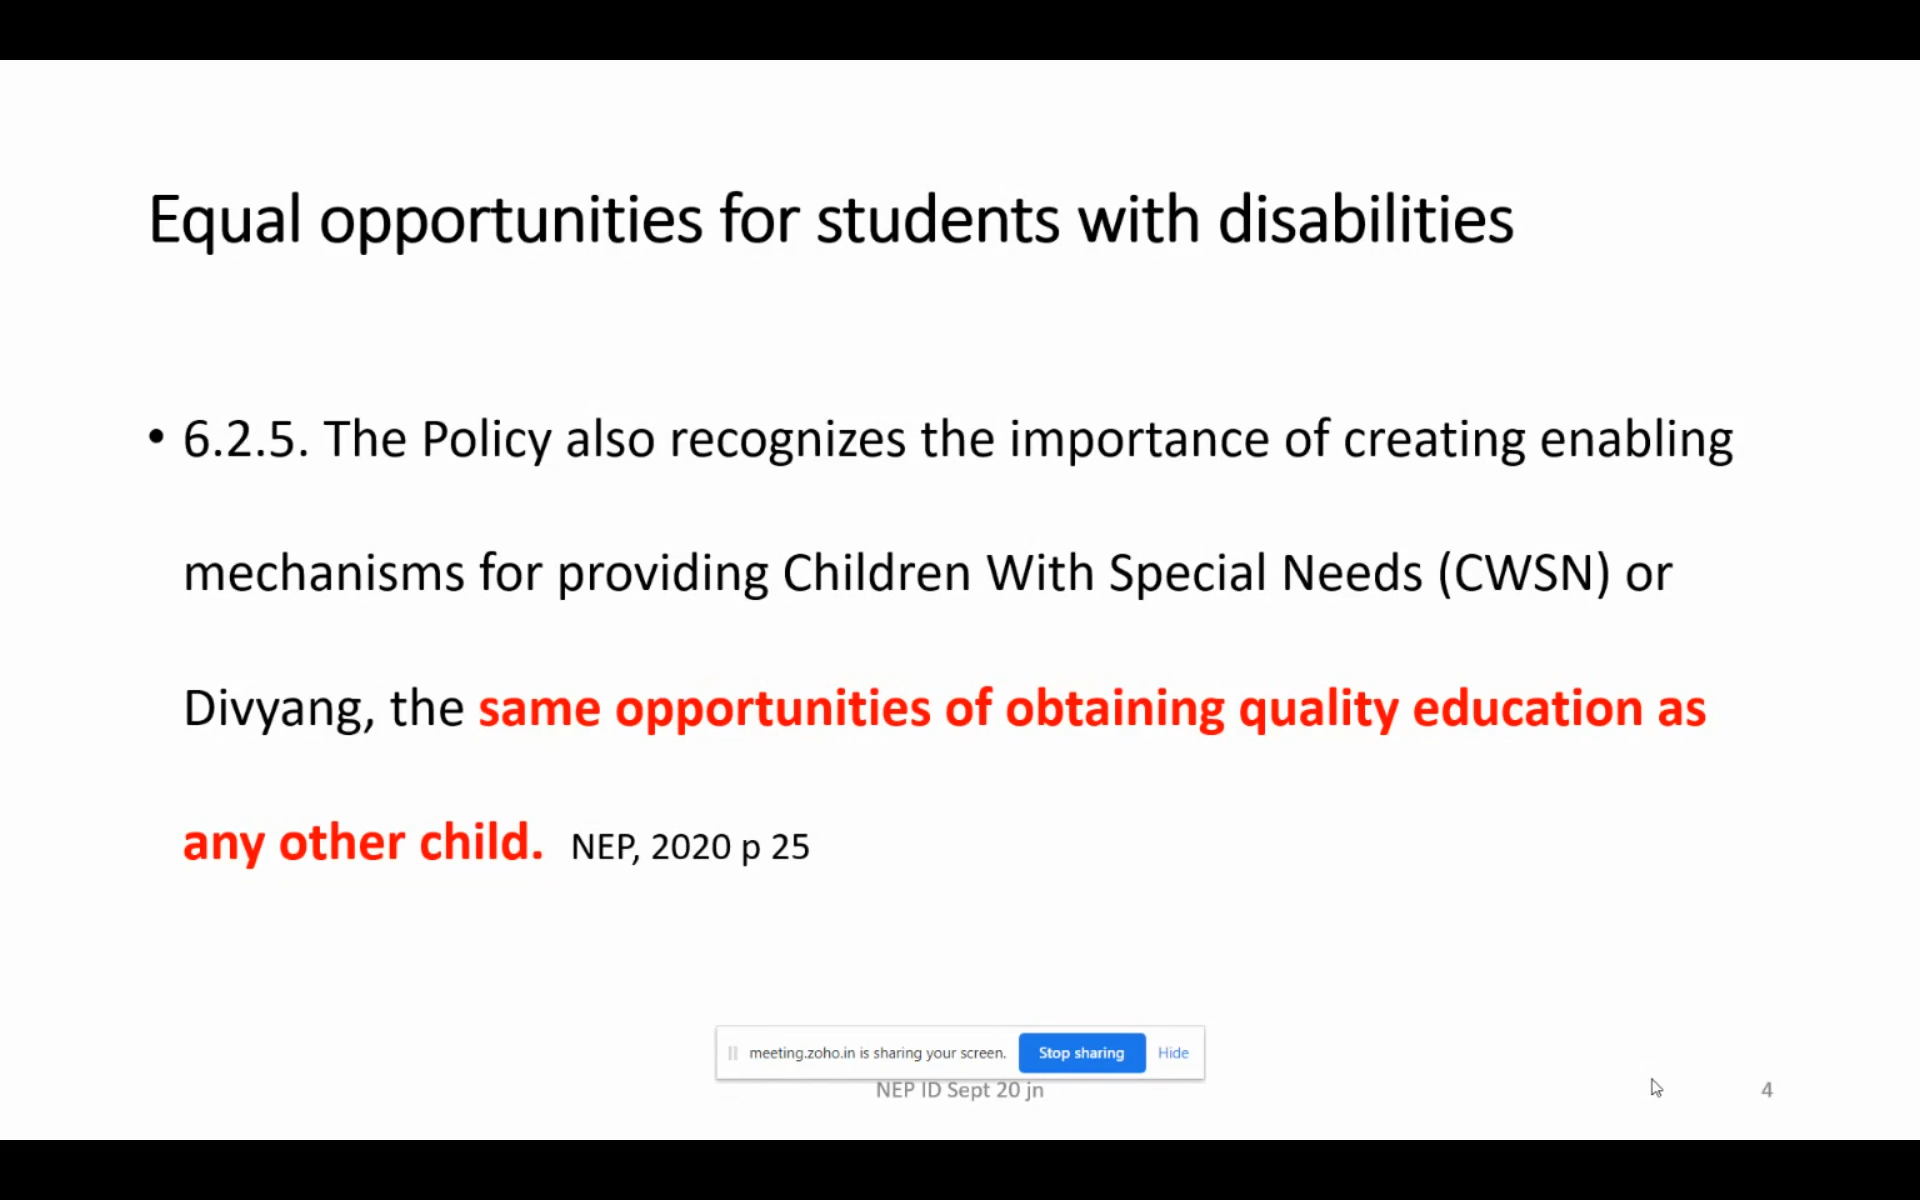 Equal opportunities for students with disabilities
• 6.2.5. The Policy also recognizes the importance of creating enabling
mechanisms for providing Children With Special Needs (CWSN) or
Divyang, the same opportunities of obtaining quality education as
any other child. NEP, 2020 p 25
meeting.zoho.in is sharing your screen. Stop sharing Hide
NEP ID Sept 20 jn
4